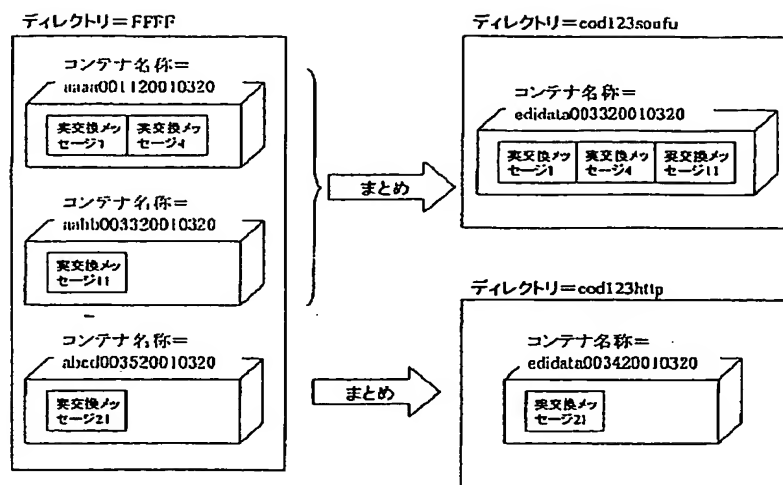 ディレクトリ=FFFF
コンテナ名称=
aaaa001120010320
実交換メッ
セージ1
実交換メッ
セージ4
コンテナ名称=
aabb003320010320
実交換メッ
セージ11
コンテナ名称=
abcd003520010320
実交換メッ
セージ21
まとめ
まとめ
ディレクトリ=cod123soufu
コンテナ名称=
edidata003320010320
実交換メッ
セージ1
実交換メッ
セージ4
実交換メッ
セージ11
ディレクトリ=cod123http
コンテナ名称=
edidata003420010320
実交換メッ
セージ21